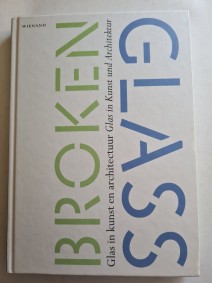 WIENAND
BROKEN
Glas in kunst en architectuur Glas in Kunst und Architektur
GLASS